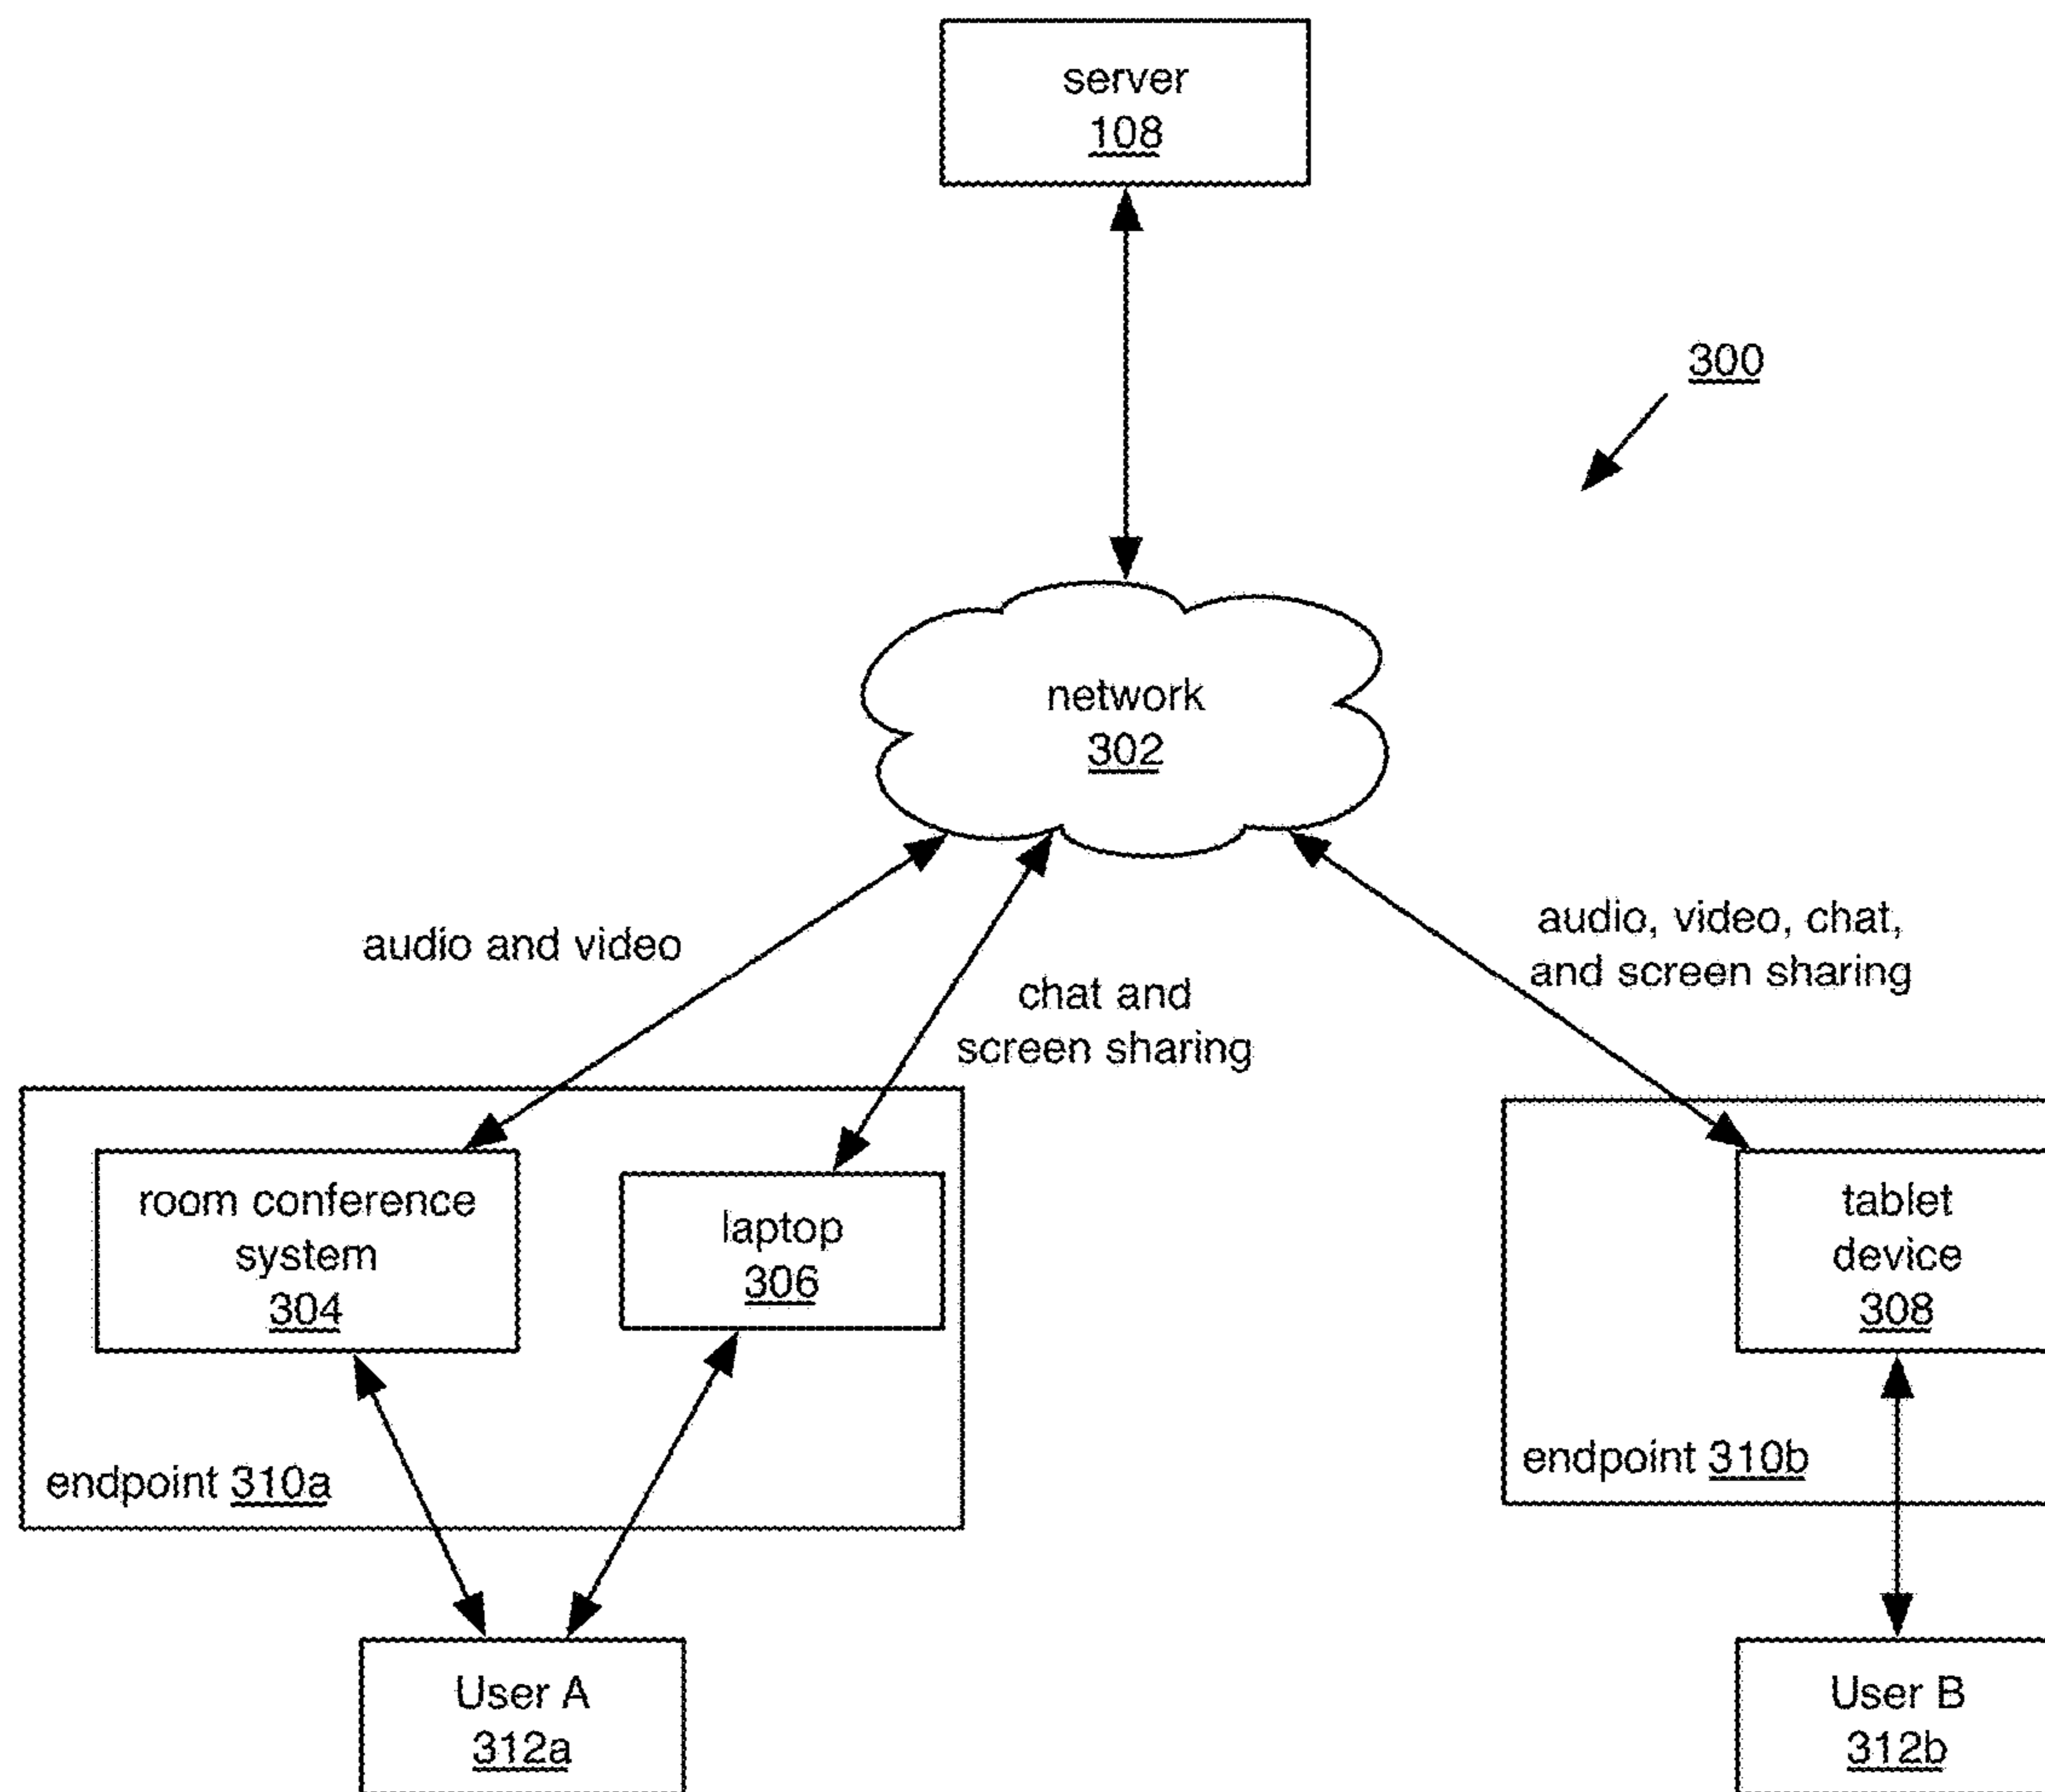 server
108
300
network
302
audio and video
chat and
screen sharing
audio, video, chat,
and screen sharing
room conference
system
304
laptop
306
tablet
device
308
endpoint 310a
endpoint 310b
User A
312a
User B
312b